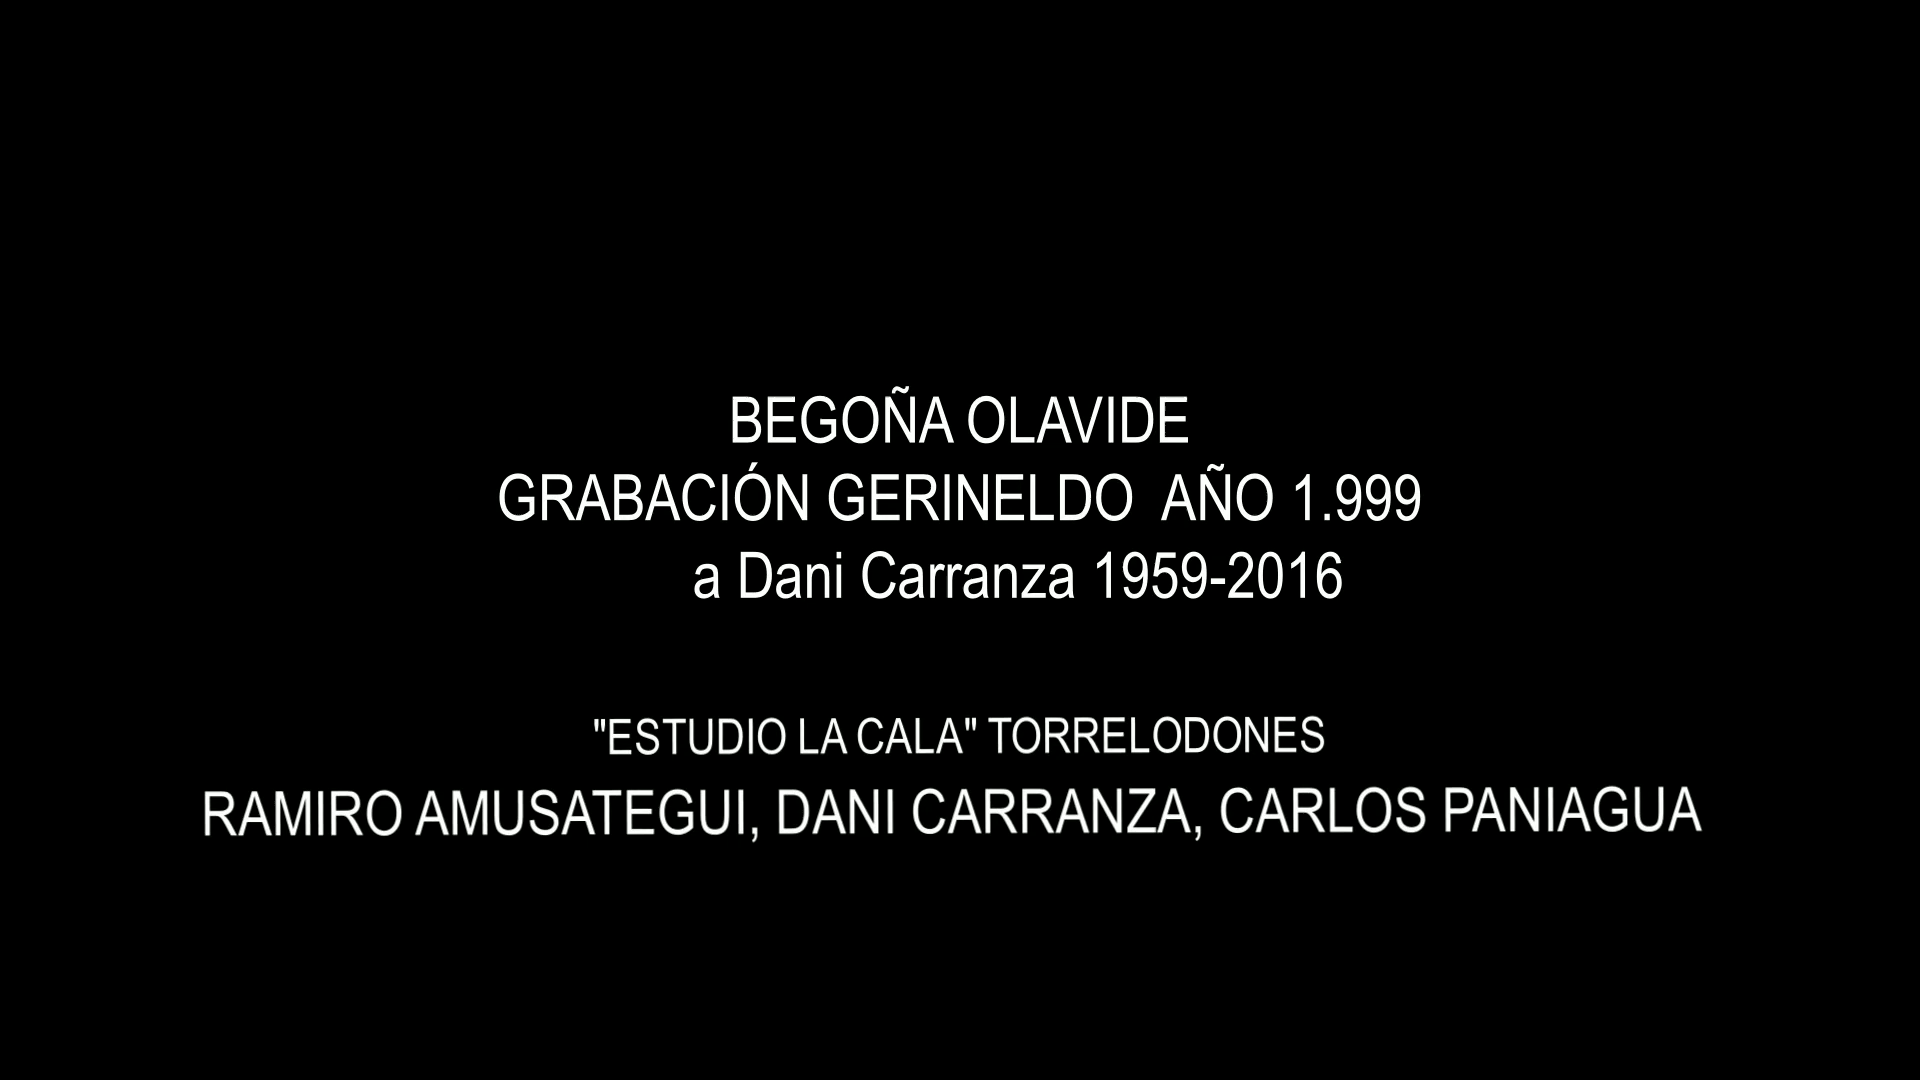 BEGOÑA OLAVIDE
GRABACIÓN GERINELDO AÑO 1.999
a Dani Carranza 1959-2016
"ESTUDIO LA CALA" TORRELODONES
RAMIRO AMUSATEGUI, DANI CARRANZA, CARLOS PANIAGUA